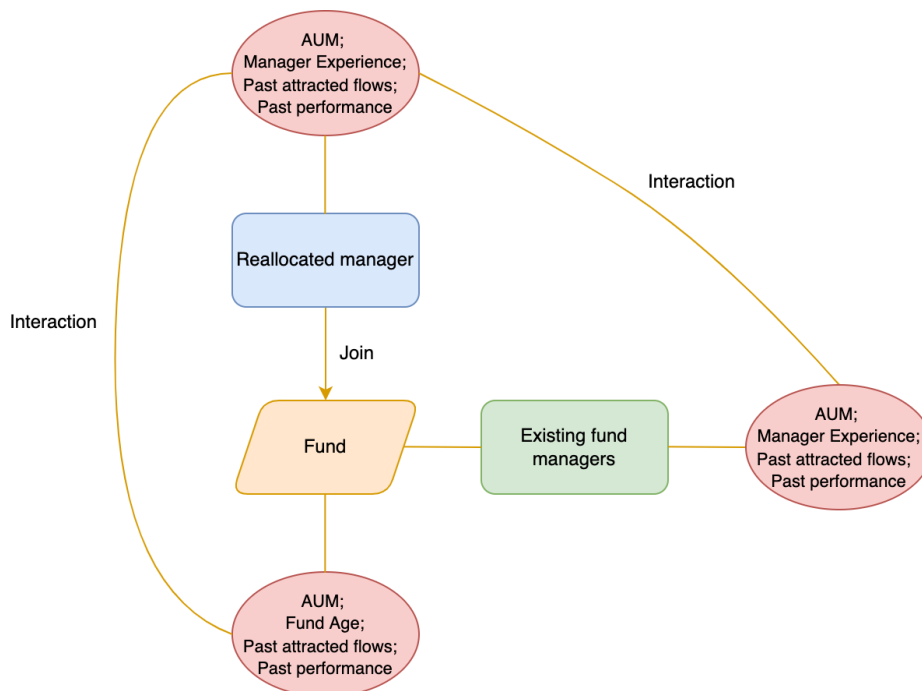 AUM;
Manager Experience;
Past attracted flows;
Past performance
Interaction
Reallocated manager
Interaction
Join
Fund
Existing fund
managers
AUM;
Manager Experience;
Past attracted flows;
Past performance
AUM;
Fund Age;
Past attracted flows;
Past performance